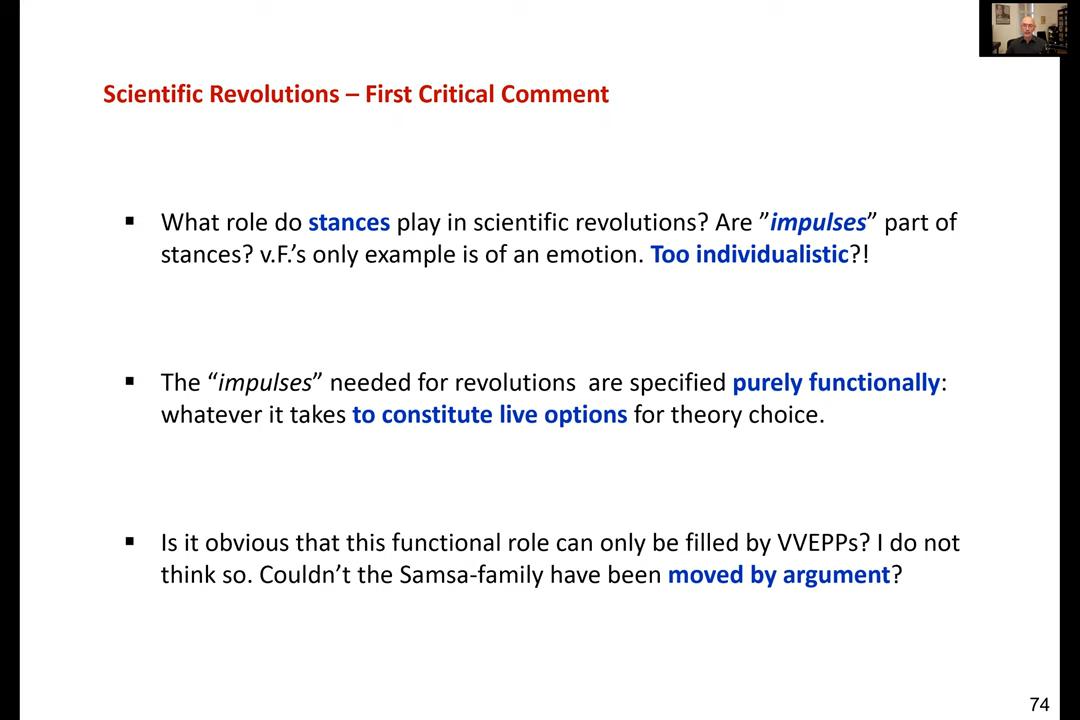 Scientific Revolutions – First Critical Comment
▪ What role do stances play in scientific revolutions? Are ”impulses” part of
stances? v.F.’s only example is of an emotion. Too individualistic?!
▪ The “impulses” needed for revolutions  are specified purely functionally:
whatever it takes to constitute live options for theory choice.
▪ Is it obvious that this functional role can only be filled by VVEPPs? I do not
think so. Couldn’t the Samsa-family have been moved by argument?
74